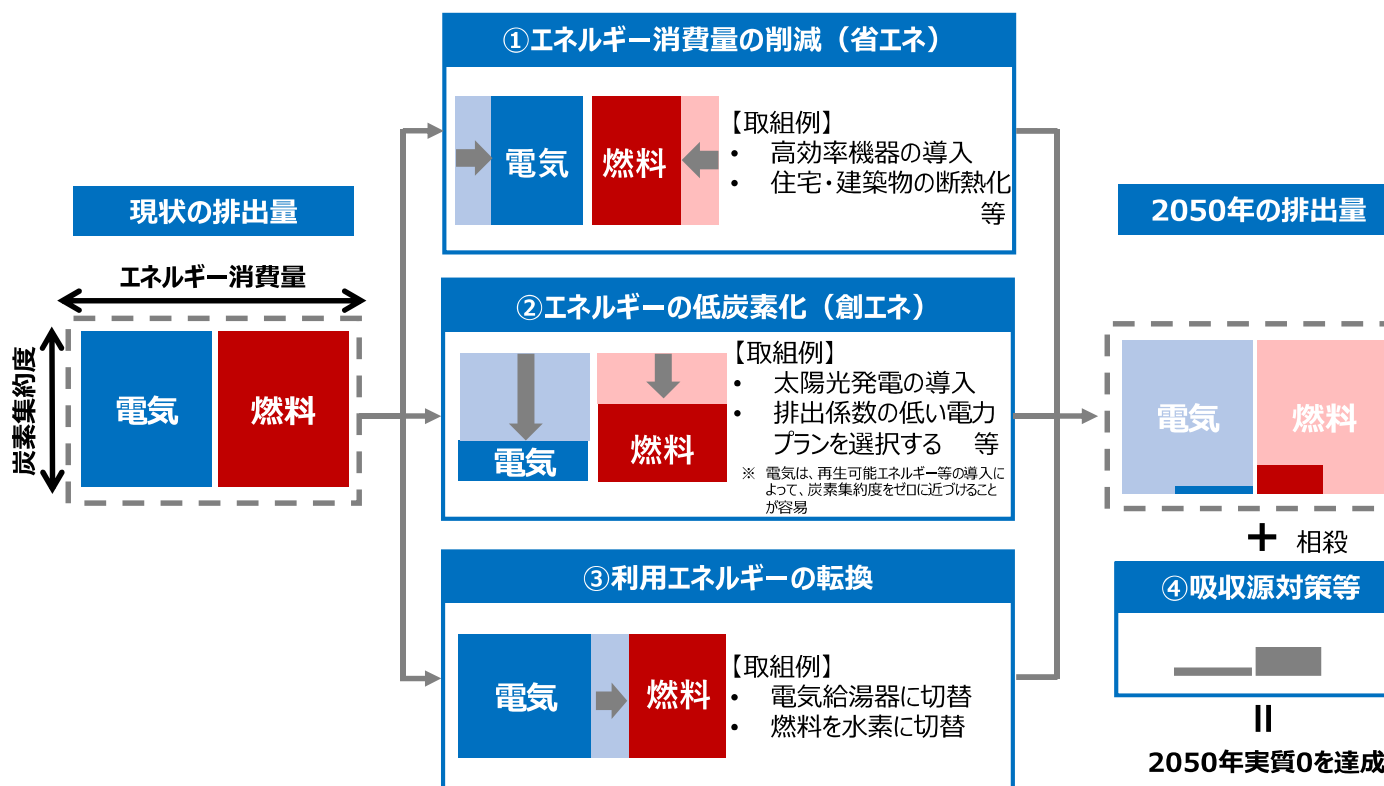 現状の排出量
エネルギー消費量
炭素集約度
電気
燃料
①エネルギー消費量の削減（省エネ）
電気
燃料
【取組例】
• 高効率機器の導入
• 住宅・建築物の断熱化
等
②エネルギーの低炭素化（創エネ）
電気
燃料
【取組例】
• 太陽光発電の導入
• 排出係数の低い電力
プランを選択する 等
※ 電気は、再生可能エネルギー等の導入に
よって、炭素集約度をゼロに近づけること
が容易
③利用エネルギーの転換
電気
燃料
【取組例】
• 電気給湯器に切替
• 燃料を水素に切替
2050年の排出量
電気
燃料
+ 相殺
④吸収源対策等
=
2050年実質0を達成